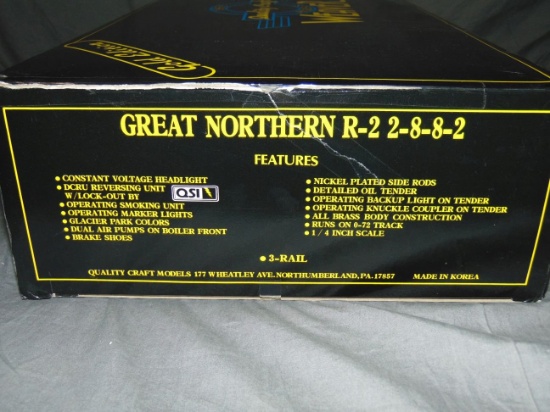 Gold Edition
GREAT NORTHERN R-2 2-8-8-2
FEATURES
• CONSTANT VOLTAGE HEADLIGHT
• DCRU REVERSING UNIT
W/LOCK-OUT BY QSI
• OPERATING SMOKING UNIT
• OPERATING MARKER LIGHTS
• GLACIER PARK COLORS
• DUAL AIR PUMPS ON BOILER FRONT
• BRAKE SHOES
• NICKEL PLATED SIDE RODS
• DETAILED OIL TENDER
• OPERATING BACKUP LIGHT ON TENDER
• OPERATING KNUCKLE COUPLER ON TENDER
• ALL BRASS BODY CONSTRUCTION
• RUNS ON 0-72 TRACK
• 1/4 INCH SCALE
• 3-RAIL
QUALITY CRAFT MODELS 177 WHEATLEY AVE. NORTHUMBERLAND, PA. 17857 MADE IN KOREA